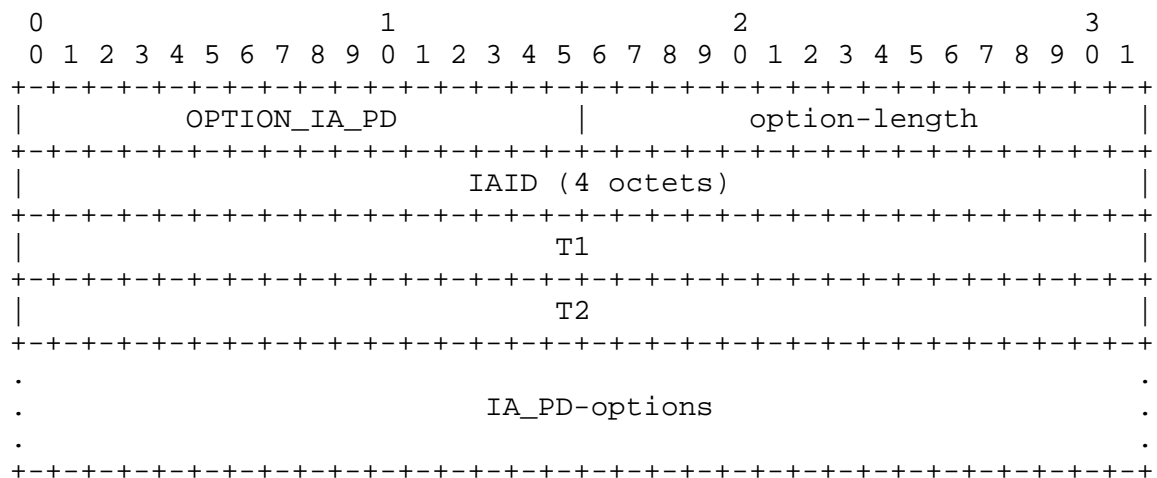 0                   1                   2                   3
 0 1 2 3 4 5 6 7 8 9 0 1 2 3 4 5 6 7 8 9 0 1 2 3 4 5 6 7 8 9 0 1
+-+-+-+-+-+-+-+-+-+-+-+-+-+-+-+-+-+-+-+-+-+-+-+-+-+-+-+-+-+-+-+-+
|         OPTION_IA_PD          |         option-length         |
+-+-+-+-+-+-+-+-+-+-+-+-+-+-+-+-+-+-+-+-+-+-+-+-+-+-+-+-+-+-+-+-+
|                         IAID (4 octets)                       |
+-+-+-+-+-+-+-+-+-+-+-+-+-+-+-+-+-+-+-+-+-+-+-+-+-+-+-+-+-+-+-+-+
|                              T1                               |
+-+-+-+-+-+-+-+-+-+-+-+-+-+-+-+-+-+-+-+-+-+-+-+-+-+-+-+-+-+-+-+-+
|                              T2                               |
+-+-+-+-+-+-+-+-+-+-+-+-+-+-+-+-+-+-+-+-+-+-+-+-+-+-+-+-+-+-+-+-+
.                                                               .
.                          IA_PD-options                        .
.                                                               .
+-+-+-+-+-+-+-+-+-+-+-+-+-+-+-+-+-+-+-+-+-+-+-+-+-+-+-+-+-+-+-+-+